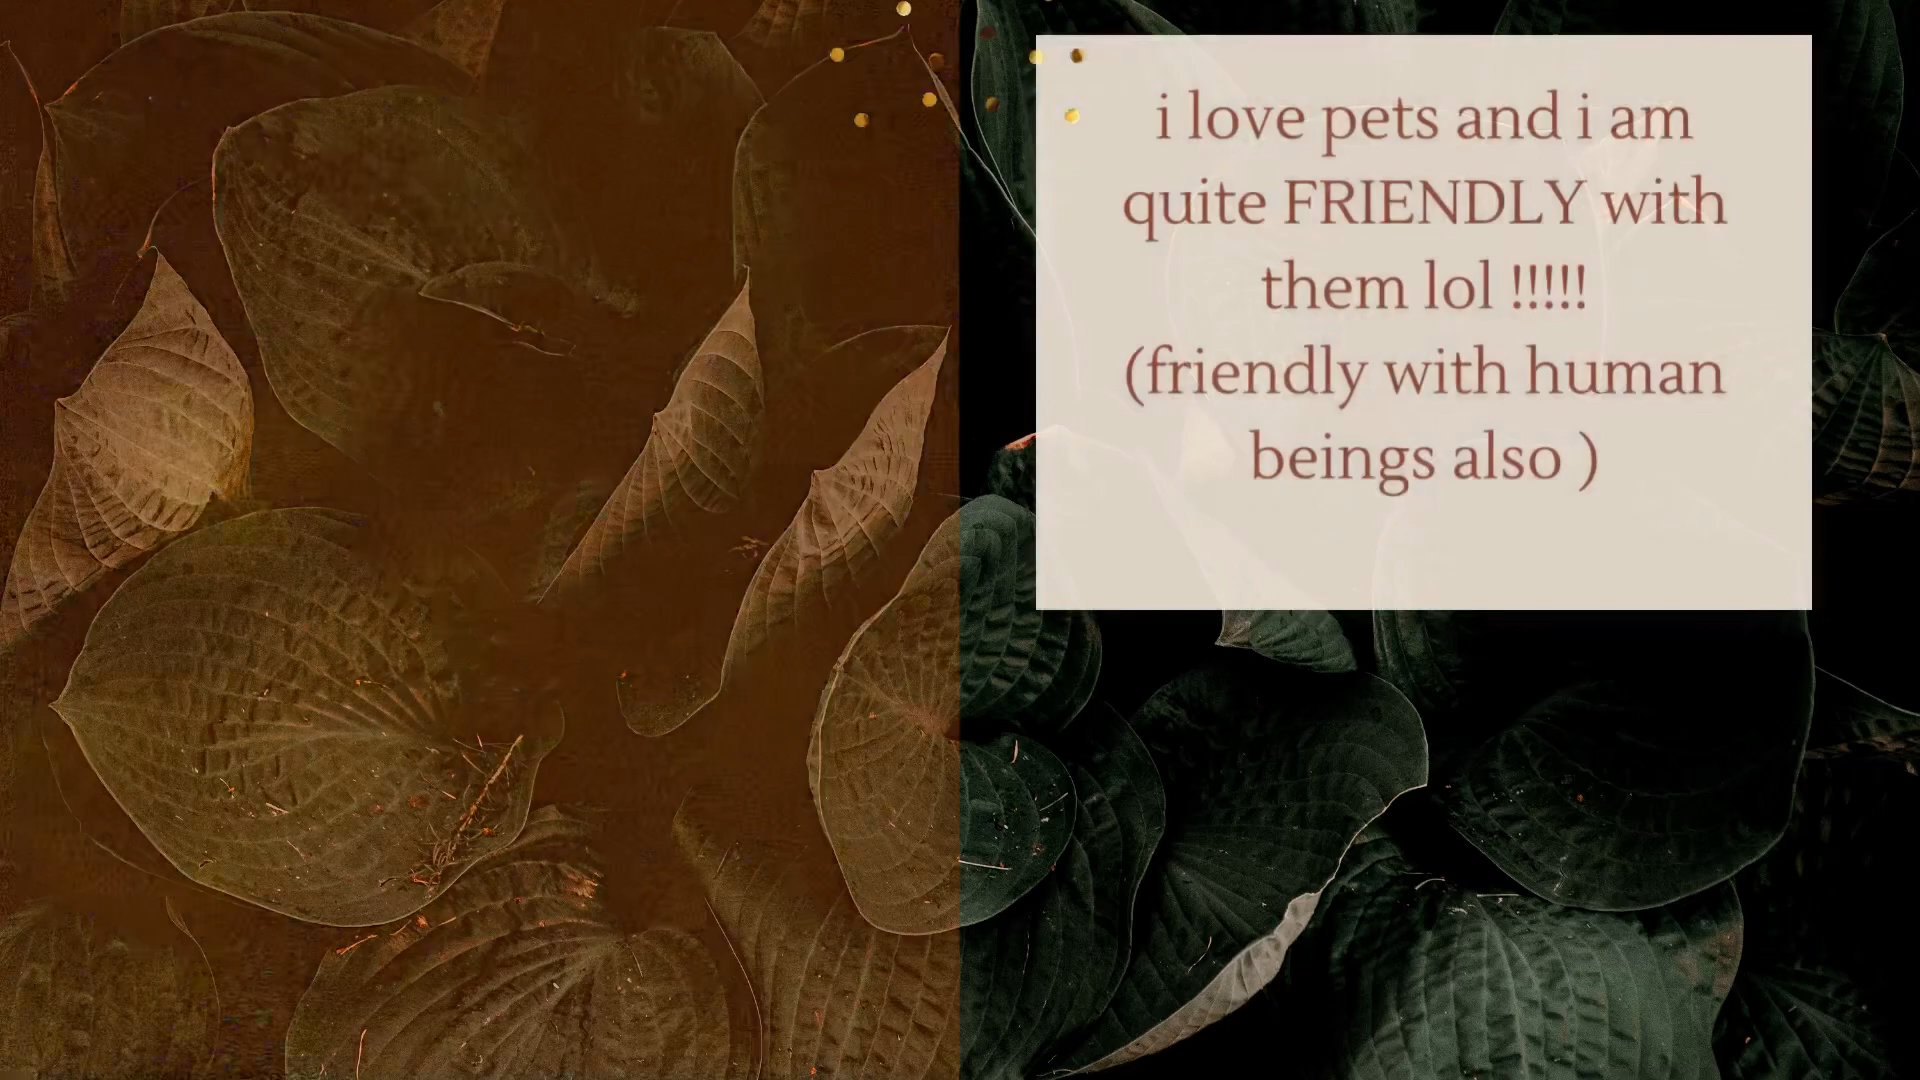 i love pets and i am
quite FRIENDLY with
them lol !!!!!
(friendly with human
beings also )